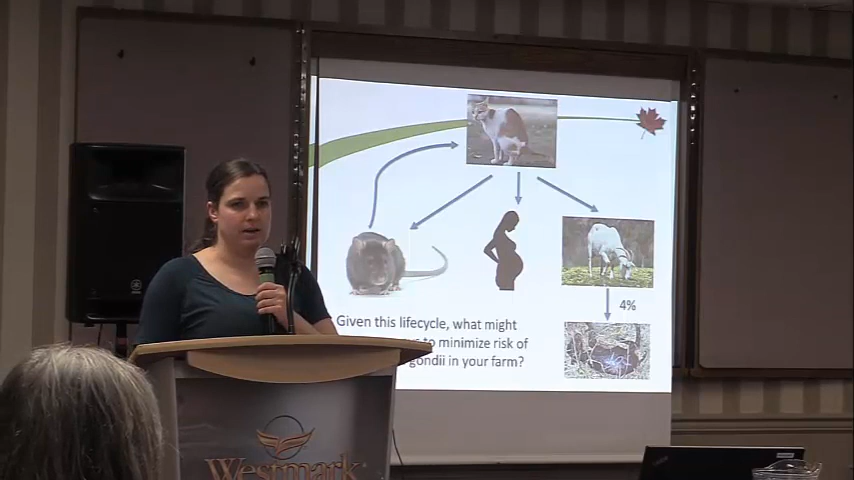 4%
Given this lifecycle, what might
to minimize risk of
gondii in your farm?
Westmark